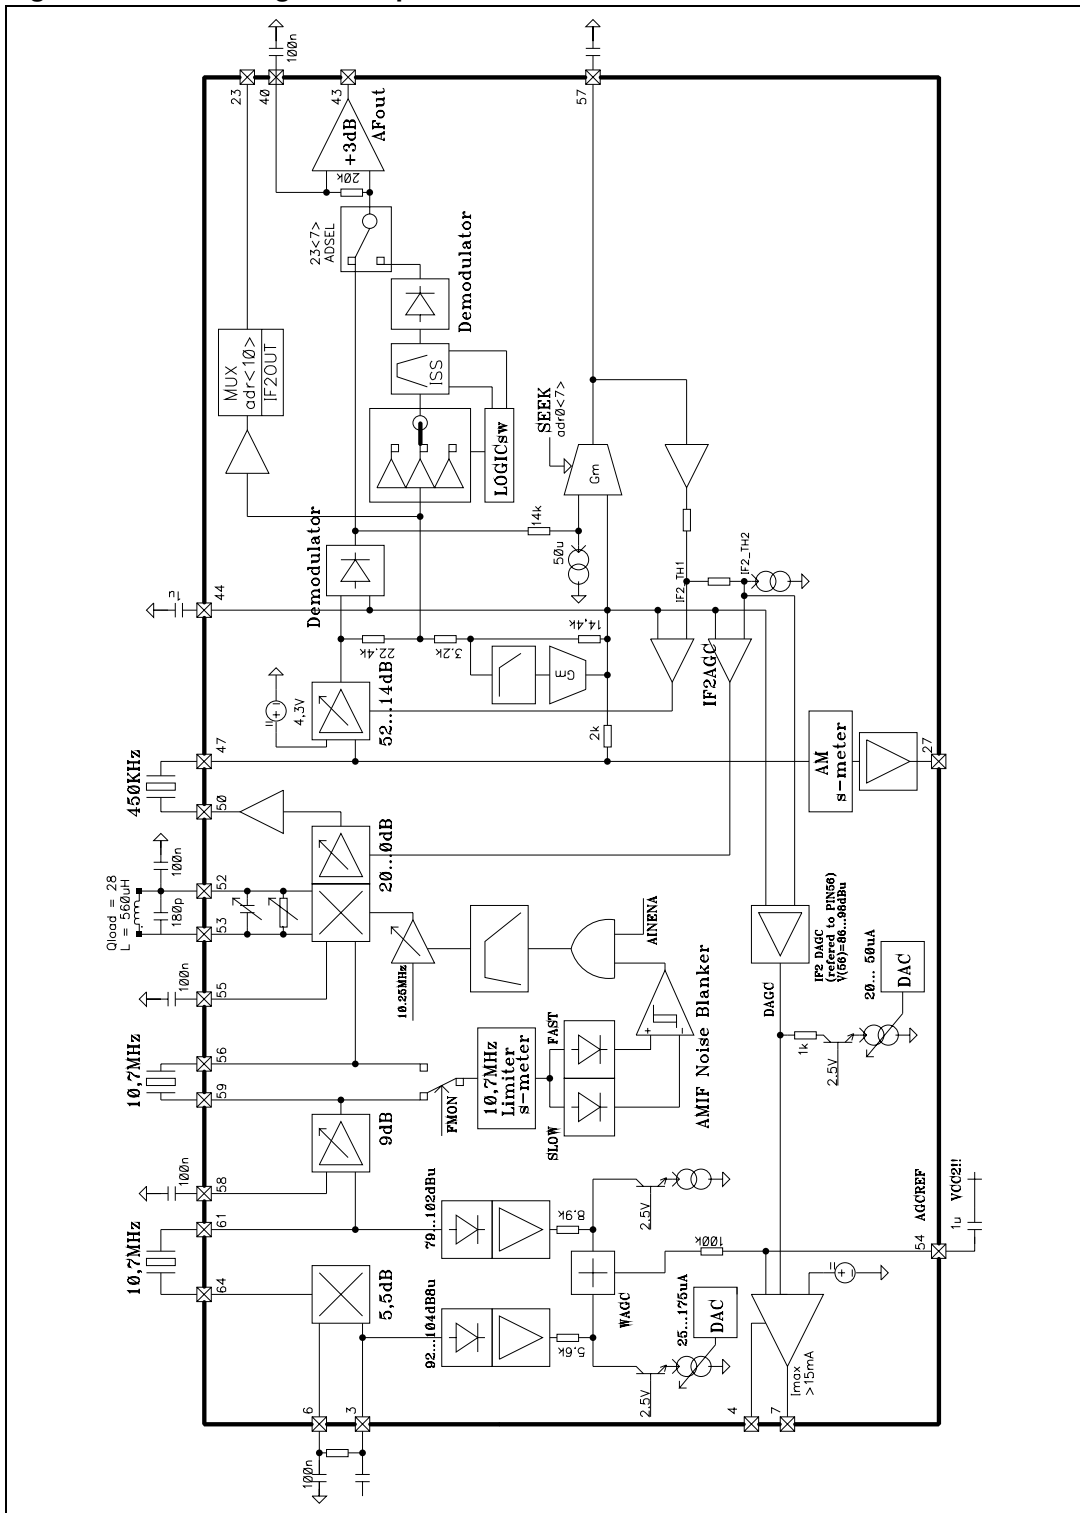 23
40
100n
43
AFout
+3dB
20k
23<7>
ADSEL
MUX
adr<10>
IF2OUT
Demodulator
ISS
LOGICsw
SEEK
adr0<7>
Gm
57
14k
50u
Demodulator
44
1u
22.4k
3.2k
14,4k
Gm
IF2_TH1
IF2_TH2
IF2AGC
4,3V
52...14dB
2k
47
450KHz
50
AM
s-meter
27
20...0dB
Qload = 28
L = 560uH
180p
100n
52
53
100n
55
10.25MHz
AINENA
AMIF Noise Blanker
10,7MHz
56
59
FMON
10,7MHz
Limiter
s-meter
FAST
SLOW
+
−
9dB
100n
58
DAGC
IF2 DAGC
(refered to PIN56)
V(56)=86...98dBu
20... 50uA
DAC
1k
2.5V
10,7MHz
61
64
5,5dB
79...102dBu
92...104dB8u
8.9k
5.6k
2.5V
WAGC
100k
25...175uA
DAC
2.5V
AGCREF
54
1u
VCC2!!
Imax
>15mA
6
3
100n
4
7